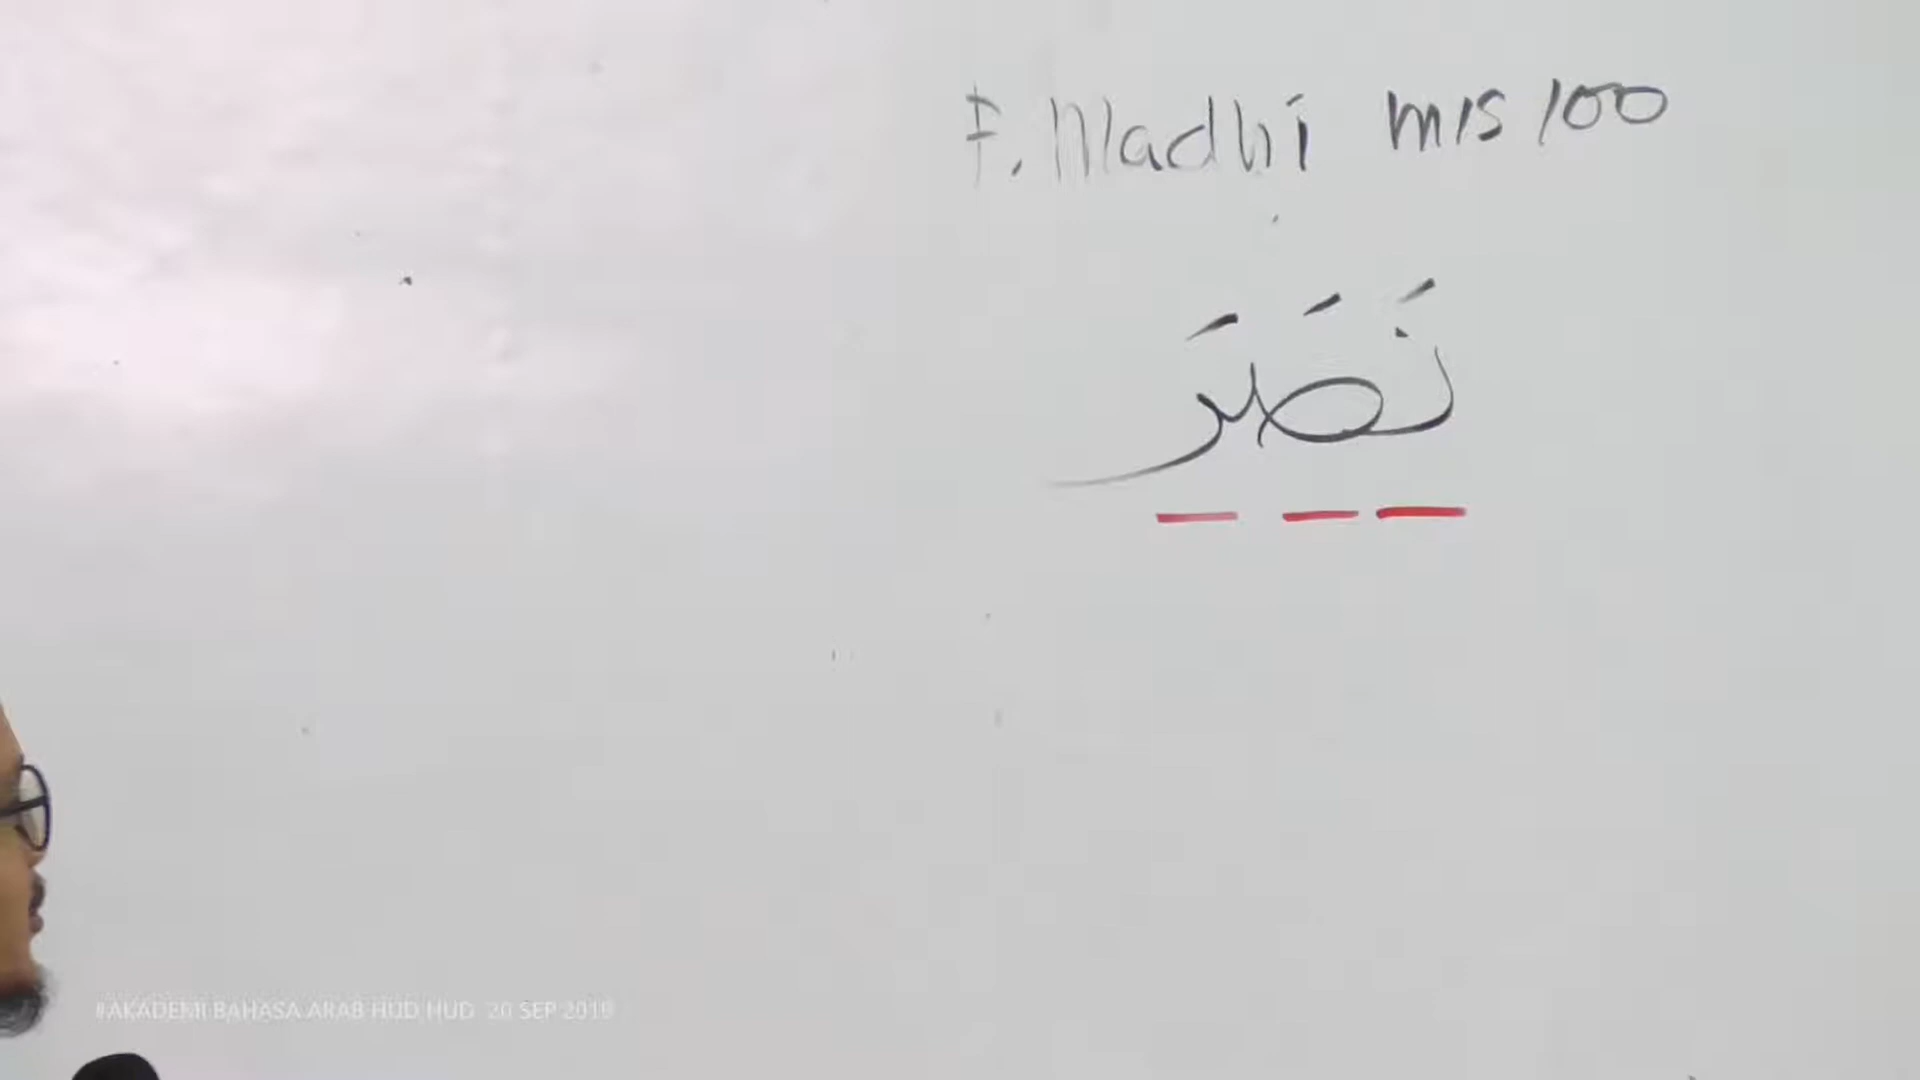 F. Madhi m/s 100
نَصَرَ
#AKADEMI BAHASA ARAB HUD HUD 20 SEP 2019